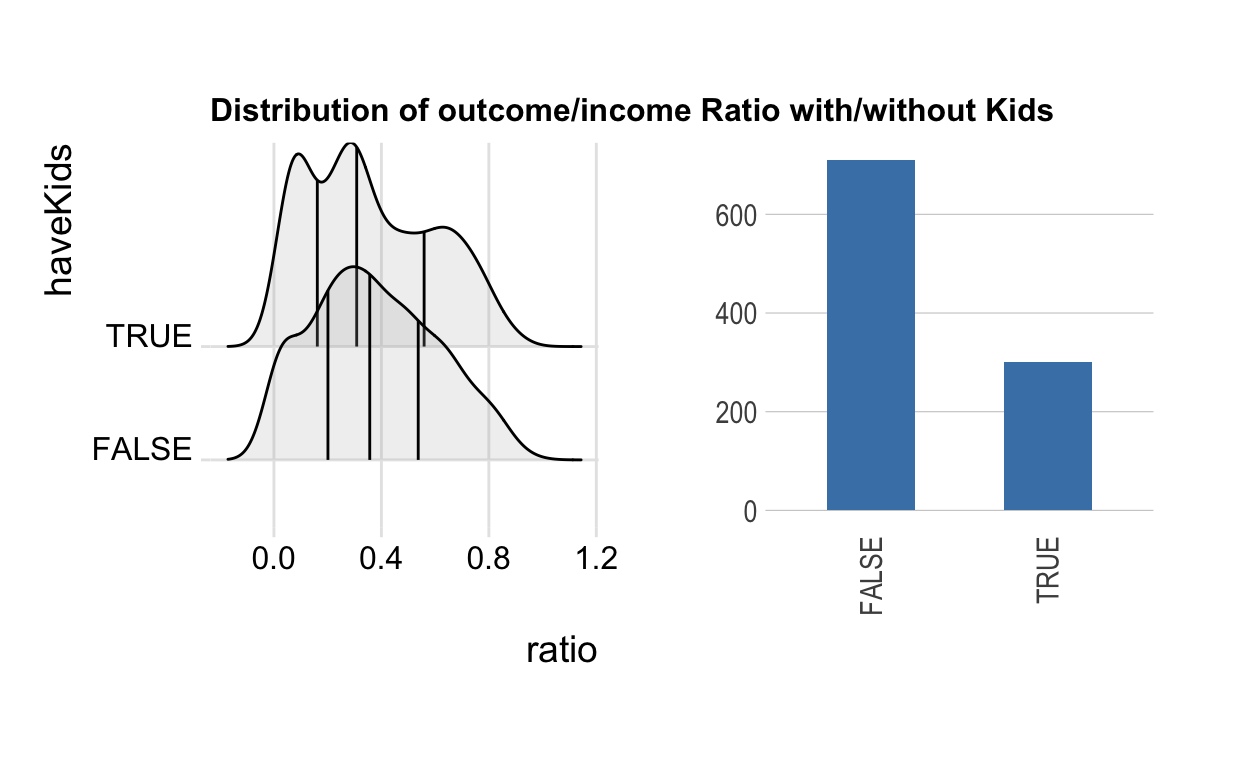 Distribution of outcome/income Ratio with/without Kids
haveKids
TRUE
FALSE
0.0 0.4 0.8 1.2
ratio
600
400
200
0
FALSE
TRUE